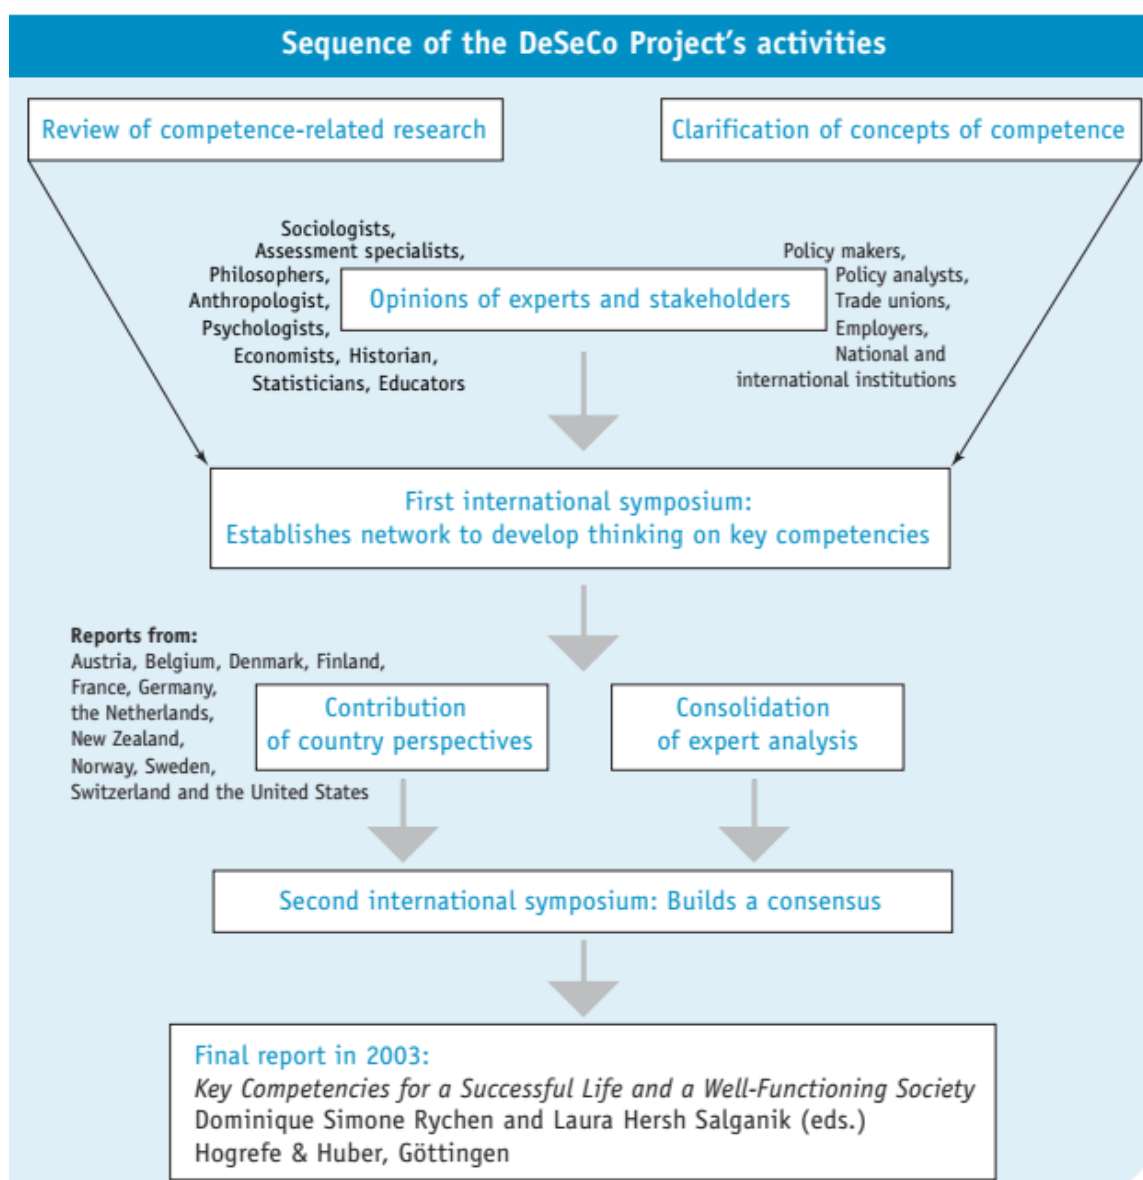 Sequence of the DeSeCo Project's activities
Review of competence-related research
Clarification of concepts of competence
Sociologists,
Assessment specialists,
Philosophers,
Anthropologist,
Psychologists,
Economists, Historian,
Statisticians, Educators
Opinions of experts and stakeholders
Policy makers,
Policy analysts,
Trade unions,
Employers,
National and
international institutions
First international symposium:
Establishes network to develop thinking on key competencies
Reports from:
Austria, Belgium, Denmark, Finland,
France, Germany,
the Netherlands,
New Zealand,
Norway, Sweden,
Switzerland and the United States
Contribution
of country perspectives
Consolidation
of expert analysis
Second international symposium: Builds a consensus
Final report in 2003:
Key Competencies for a Successful Life and a Well-Functioning Society
Dominique Simone Rychen and Laura Hersh Salganik (eds.)
Hogrefe & Huber, Göttingen